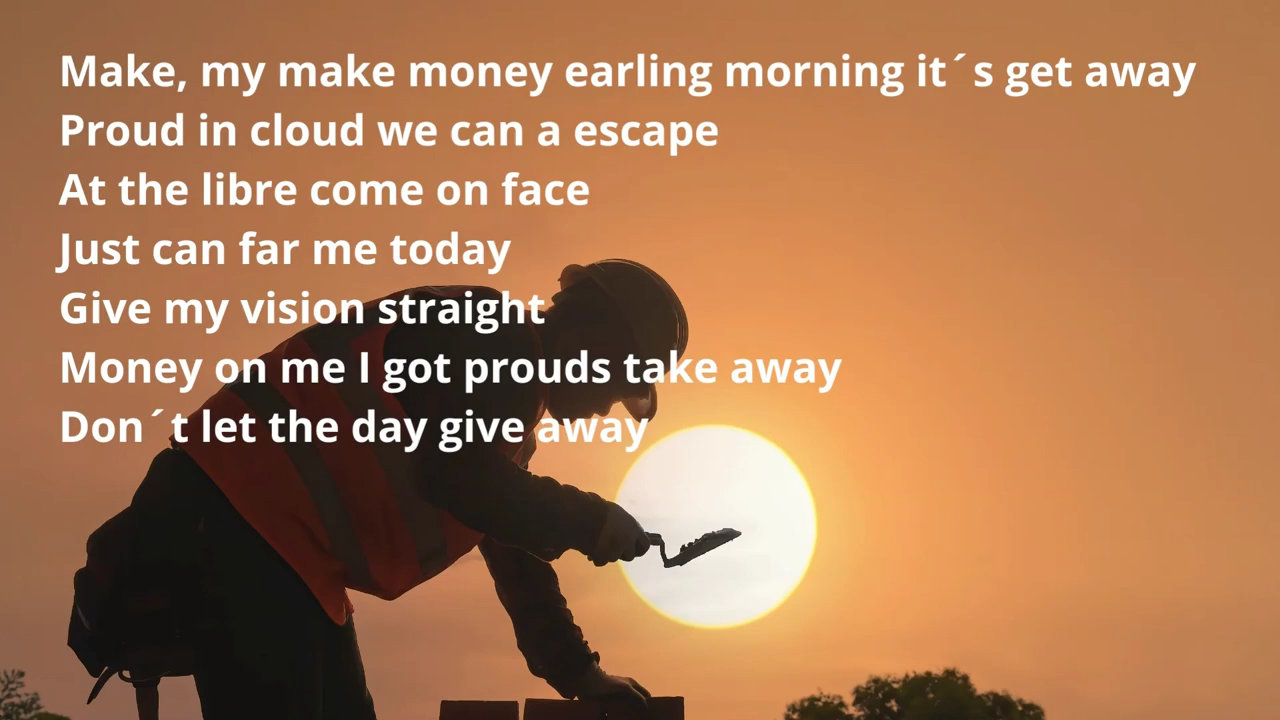 Make, my make money earling morning it´s get away
Proud in cloud we can a escape
At the libre come on face
Just can far me today
Give my vision straight
Money on me I got prouds take away
Don´t let the day give away